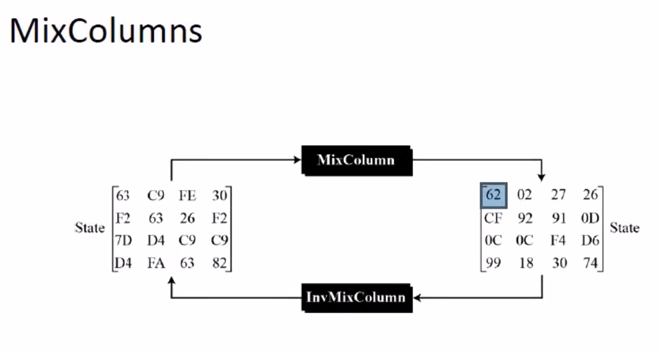 MixColumns
MixColumn
63 C9 FE 30 62 02 27 26
F2 63 26 F2 CF 92 91 0D
State State
7D D4 C9 C9 0C 0C F4 D6
D4 FA 63 82 99 18 30 74
InvMixColumn